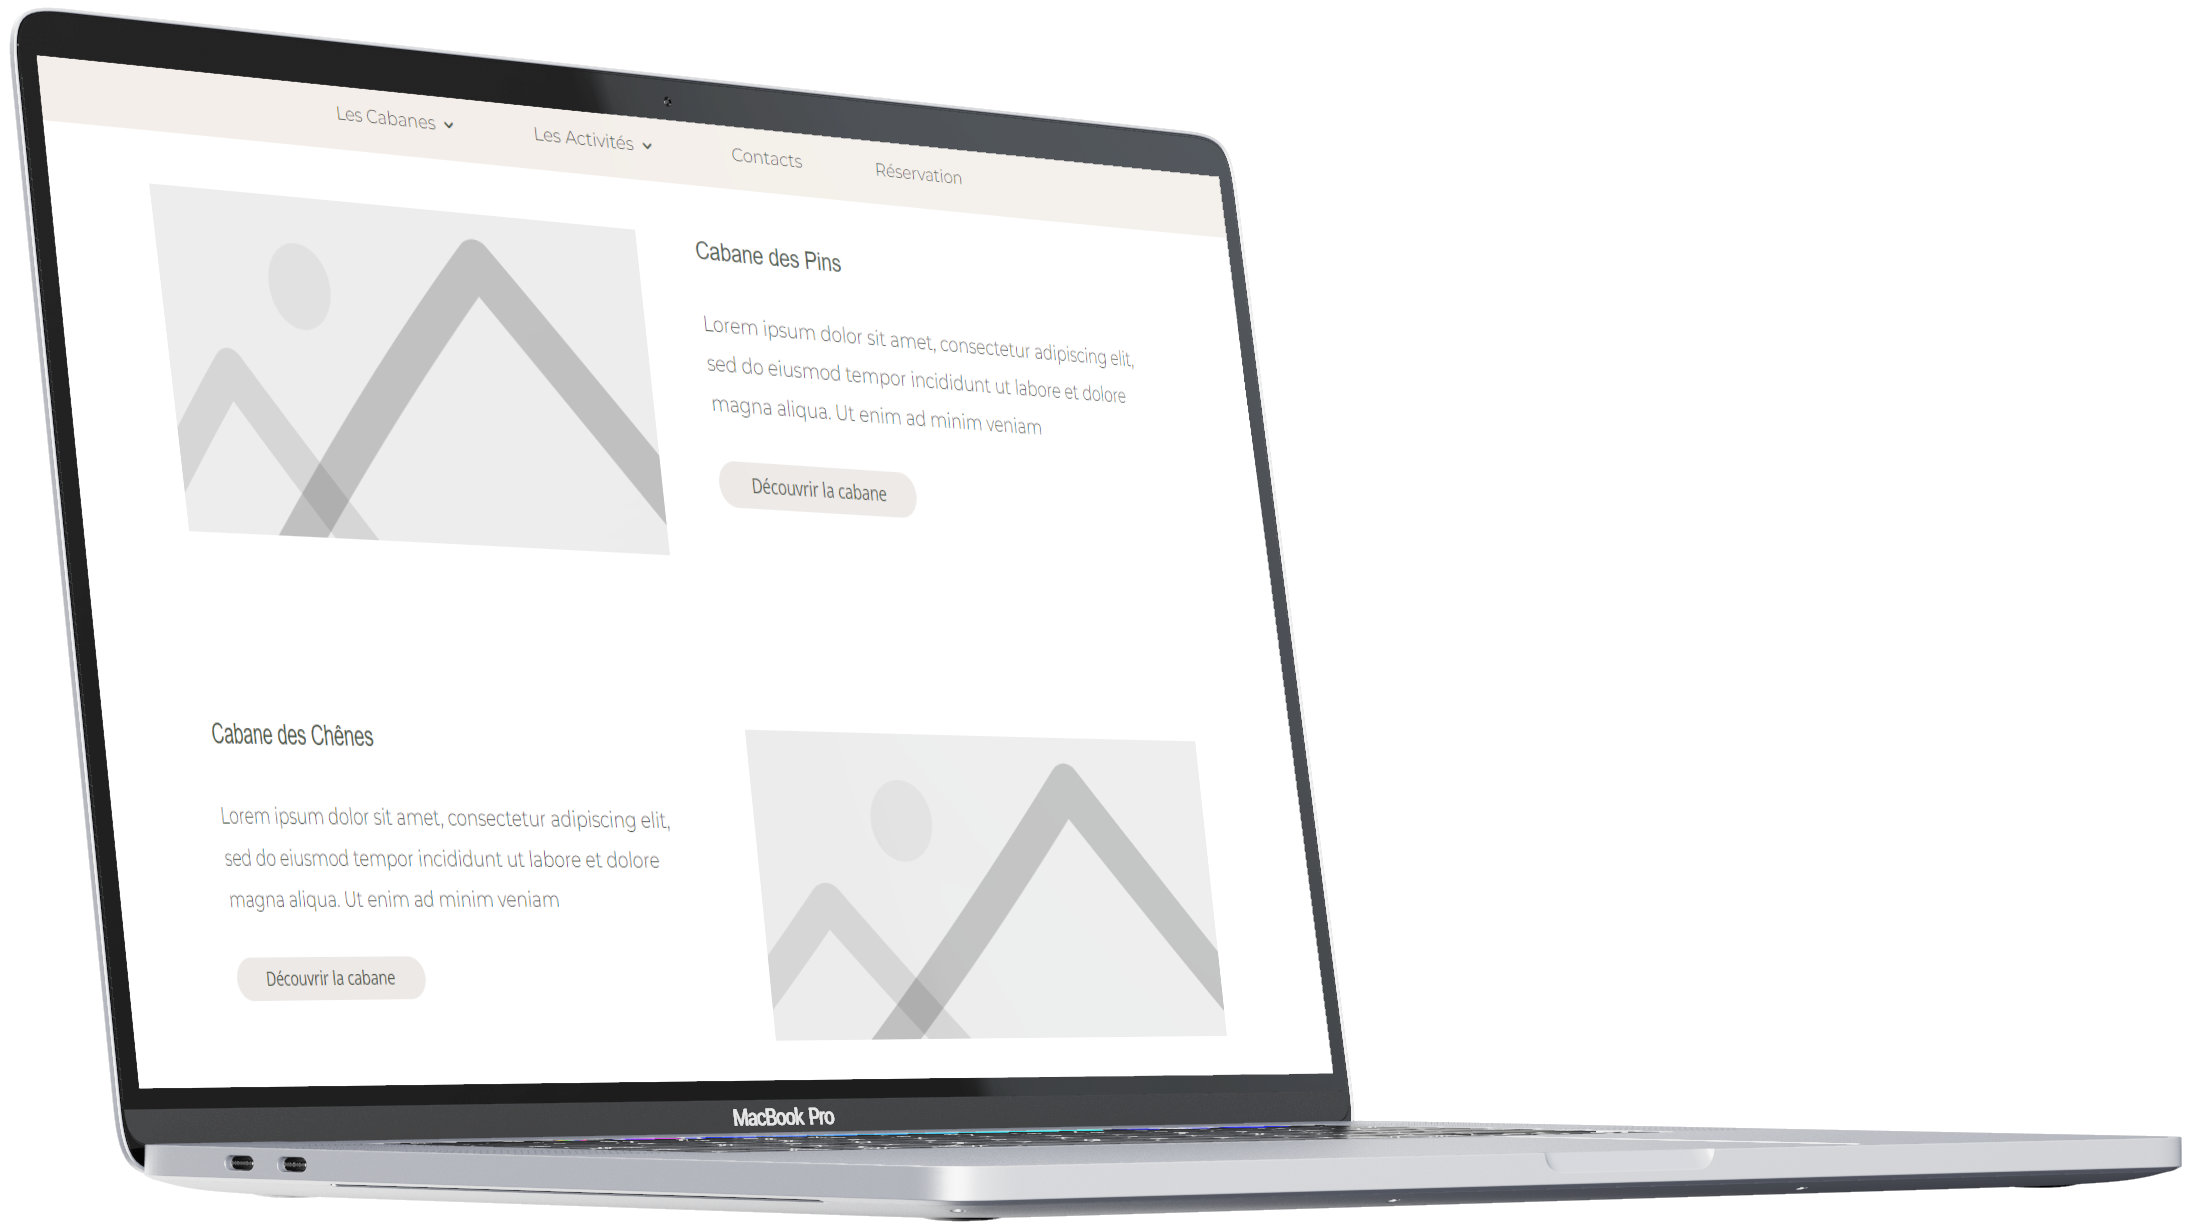 Les Cabanes
Les Activités
Contacts
Réservation
Cabane des Pins
Lorem ipsum dolor sit amet, consectetur adipiscing elit,
sed do eiusmod tempor incididunt ut labore et dolore
magna aliqua. Ut enim ad minim veniam
Découvrir la cabane
Cabane des Chênes
Lorem ipsum dolor sit amet, consectetur adipiscing elit,
sed do eiusmod tempor incididunt ut labore et dolore
magna aliqua. Ut enim ad minim veniam
Découvrir la cabane
MacBook Pro